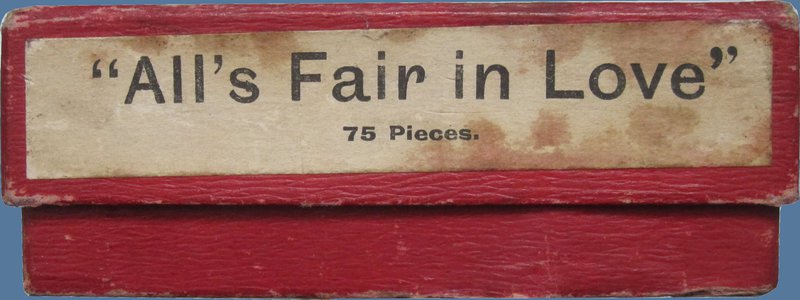 “All’s Fair in Love”
75 Pieces.